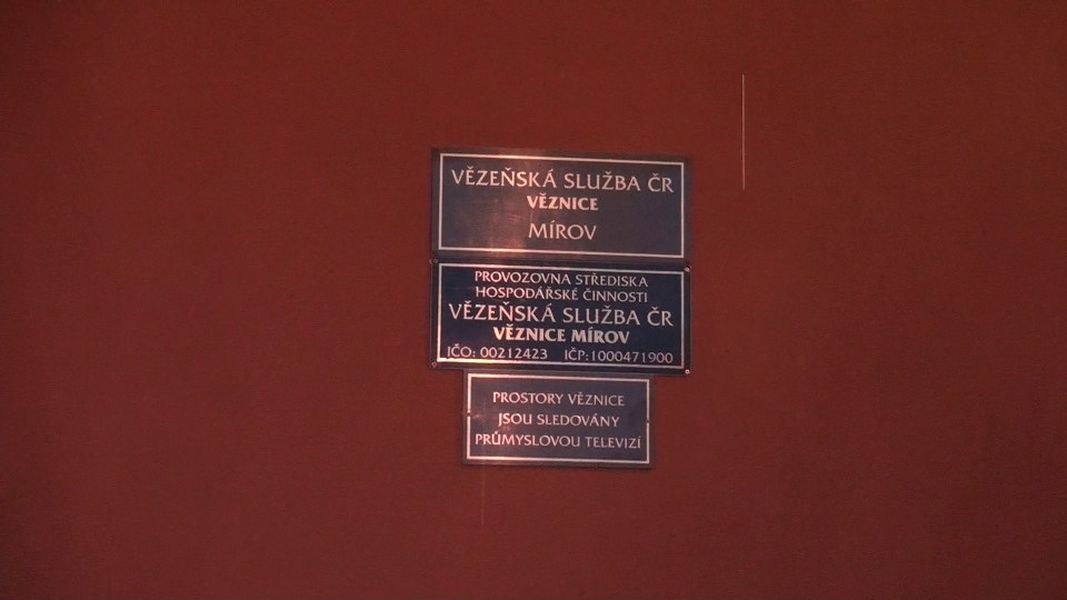 VĚZEŇSKÁ SLUŽBA ČR
VĚZNICE
MÍROV
PROVOZOVNA STŘEDISKA
HOSPODÁŘSKÉ ČINNOSTI
VĚZEŇSKÁ SLUŽBA ČR
VĚZNICE MÍROV
IČO: 00212423 IČP:1000471900
PROSTORY VĚZNICE
JSOU SLEDOVÁNY
PRŮMYSLOVOU TELEVIZÍ